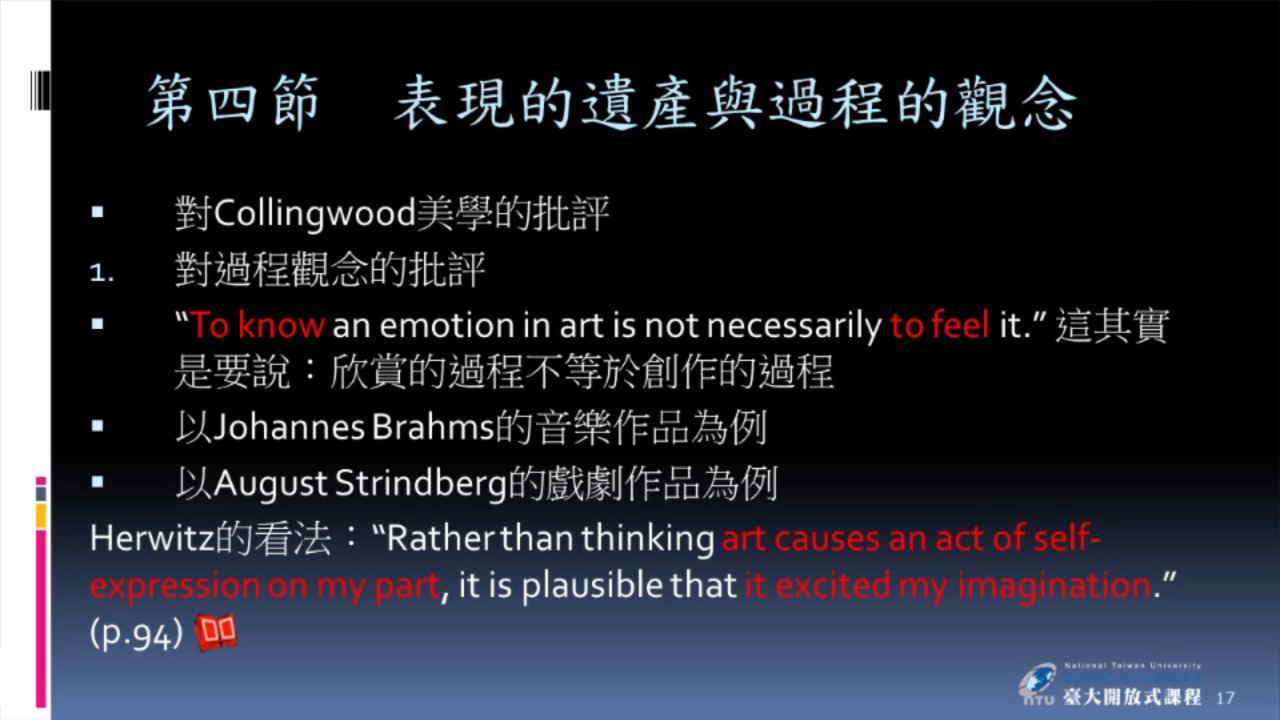 第四節 表現的遺產與過程的觀念
▪ 對Collingwood美學的批評
1. 對過程觀念的批評
▪ “To know an emotion in art is not necessarily to feel it.” 這其實
是要說：欣賞的過程不等於創作的過程
▪ 以Johannes Brahms的音樂作品為例
▪ 以August Strindberg的戲劇作品為例
Herwitz的看法：“Rather than thinking art causes an act of self-
expression on my part, it is plausible that it excited my imagination.”
(p.94)
National Taiwan University
OpenCourseWare
NTU 臺大開放式課程 17